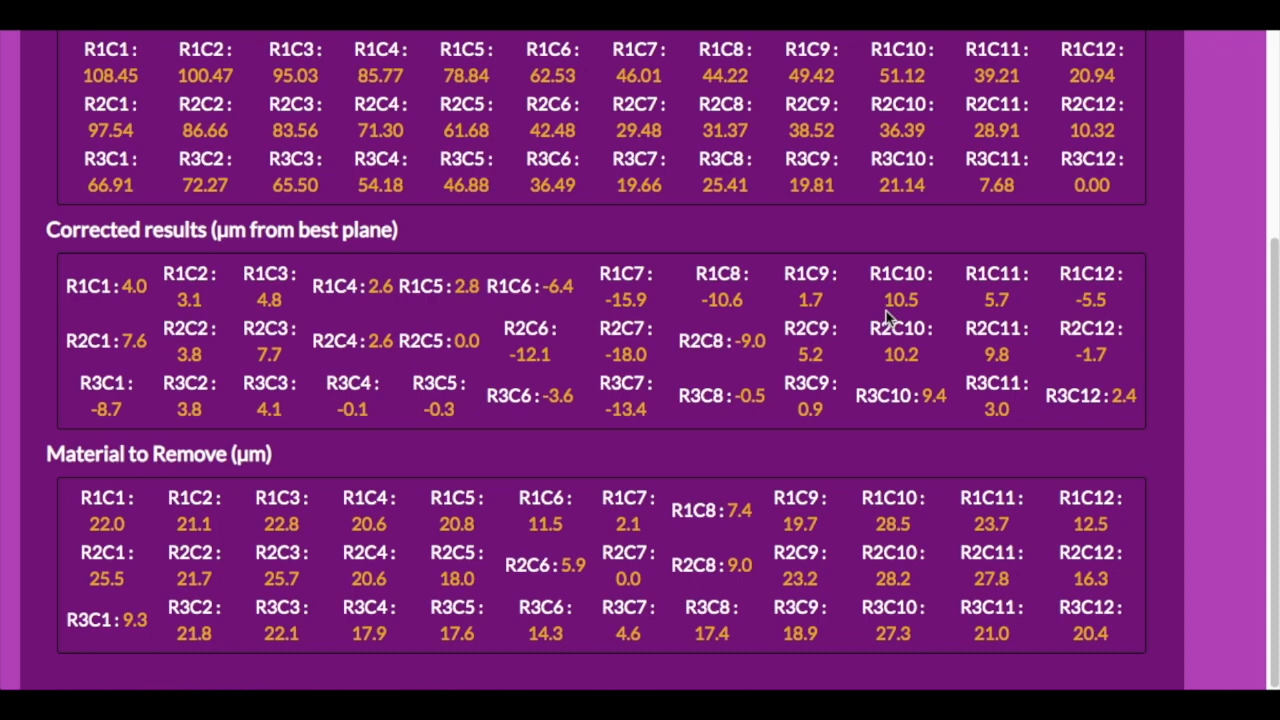 R1C1: R1C2: R1C3: R1C4: R1C5: R1C6: R1C7: R1C8: R1C9: R1C10: R1C11: R1C12:
108.45 100.47 95.03 85.77 78.84 62.53 46.01 44.22 49.42 51.12 39.21 20.94
R2C1: R2C2: R2C3: R2C4: R2C5: R2C6: R2C7: R2C8: R2C9: R2C10: R2C11: R2C12:
97.54 86.66 83.56 71.30 61.68 42.48 29.48 31.37 38.52 36.39 28.91 10.32
R3C1: R3C2: R3C3: R3C4: R3C5: R3C6: R3C7: R3C8: R3C9: R3C10: R3C11: R3C12:
66.91 72.27 65.50 54.18 46.88 36.49 19.66 25.41 19.81 21.14 7.68 0.00
Corrected results (µm from best plane)
R1C1: 4.0 R1C2: 3.1 R1C3: 4.8 R1C4: 2.6 R1C5: 2.8 R1C6: -6.4 R1C7: -15.9 R1C8: -10.6 R1C9: 1.7 R1C10: 10.5 R1C11: 5.7 R1C12: -5.5
R2C1: 7.6 R2C2: 3.8 R2C3: 7.7 R2C4: 2.6 R2C5: 0.0 R2C6: -12.1 R2C7: -18.0 R2C8: -9.0 R2C9: 5.2 R2C10: 10.2 R2C11: 9.8 R2C12: -1.7
R3C1: -8.7 R3C2: 3.8 R3C3: 4.1 R3C4: -0.1 R3C5: -0.3 R3C6: -3.6 R3C7: -13.4 R3C8: -0.5 R3C9: 0.9 R3C10: 9.4 R3C11: 3.0 R3C12: 2.4
Material to Remove (µm)
R1C1: 22.0 R1C2: 21.1 R1C3: 22.8 R1C4: 20.6 R1C5: 20.8 R1C6: 11.5 R1C7: 2.1 R1C8: 7.4 R1C9: 19.7 R1C10: 28.5 R1C11: 23.7 R1C12: 12.5
R2C1: 25.5 R2C2: 21.7 R2C3: 25.7 R2C4: 20.6 R2C5: 18.0 R2C6: 5.9 R2C7: 0.0 R2C8: 9.0 R2C9: 23.2 R2C10: 28.2 R2C11: 27.8 R2C12: 16.3
R3C1: 9.3 R3C2: 21.8 R3C3: 22.1 R3C4: 17.9 R3C5: 17.6 R3C6: 14.3 R3C7: 4.6 R3C8: 17.4 R3C9: 18.9 R3C10: 27.3 R3C11: 21.0 R3C12: 20.4